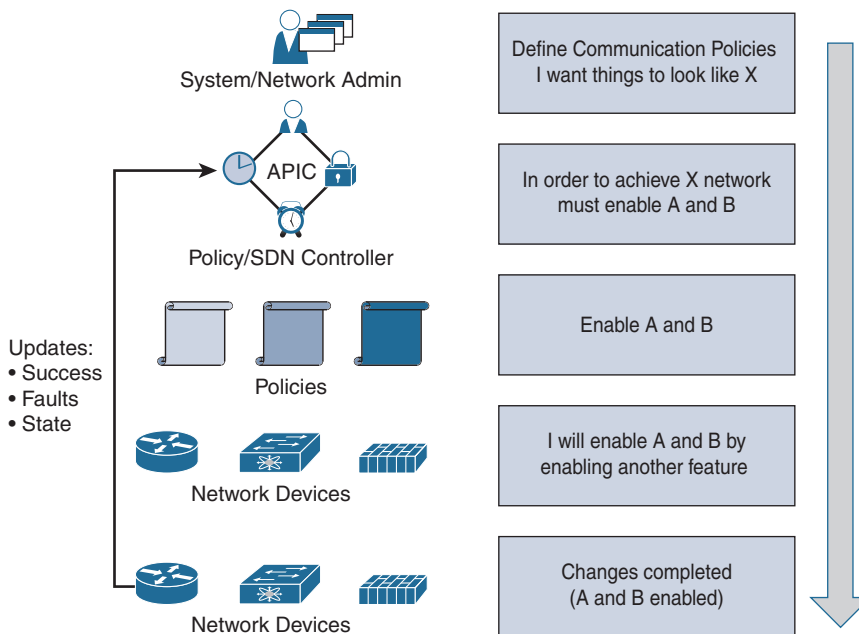 System/Network Admin
Define Communication Policies
I want things to look like X
APIC
Policy/SDN Controller
In order to achieve X network
must enable A and B
Policies
Enable A and B
Updates:
• Success
• Faults
• State
Network Devices
I will enable A and B by
enabling another feature
Network Devices
Changes completed
(A and B enabled)